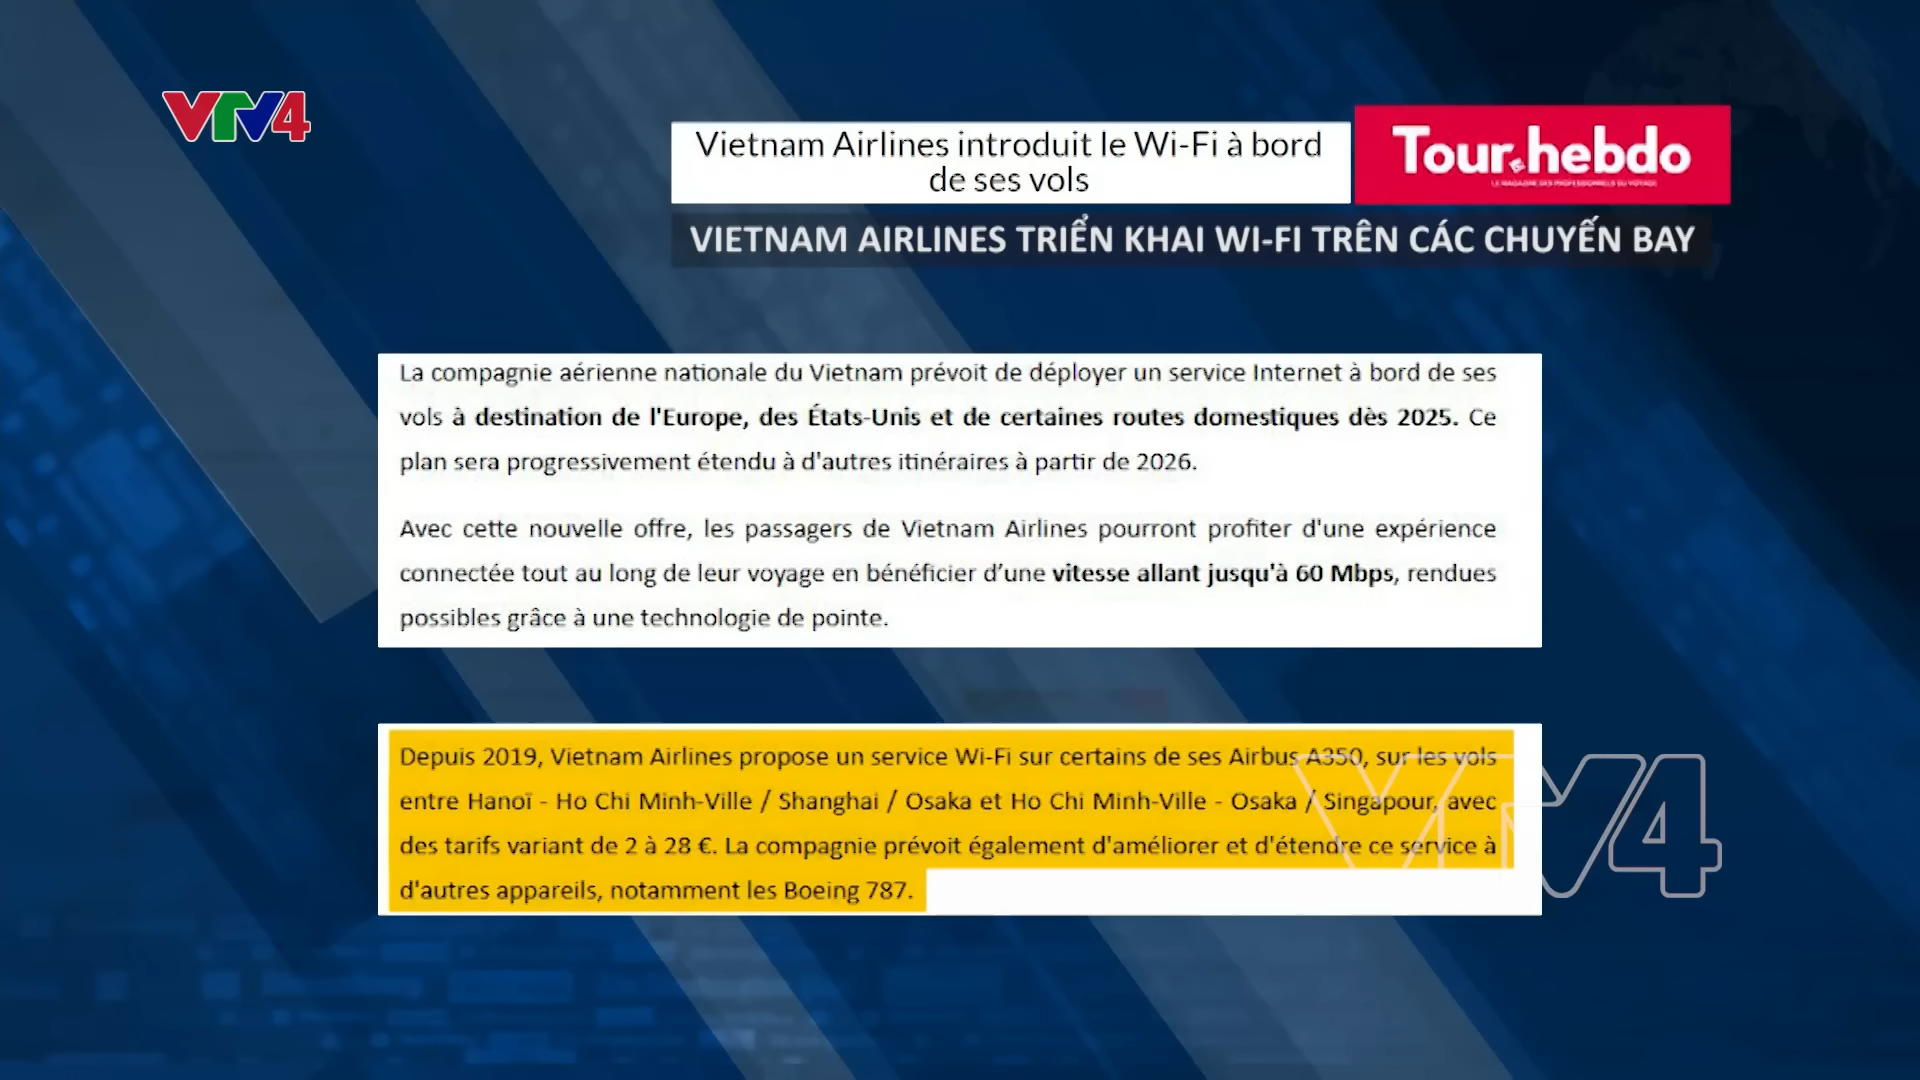 VTV4
Vietnam Airlines introduit le Wi-Fi à bord
de ses vols
Tour hebdo
LE MAGAZINE DES PROFESSIONNELS DU VOYAGE
VIETNAM AIRLINES TRIỂN KHAI WI-FI TRÊN CÁC CHUYẾN BAY
La compagnie aérienne nationale du Vietnam prévoit de déployer un service Internet à bord de ses
vols à destination de l'Europe, des États-Unis et de certaines routes domestiques dès 2025. Ce
plan sera progressivement étendu à d'autres itinéraires à partir de 2026.
Avec cette nouvelle offre, les passagers de Vietnam Airlines pourront profiter d'une expérience
connectée tout au long de leur voyage en bénéficier d’une vitesse allant jusqu'à 60 Mbps, rendues
possibles grâce à une technologie de pointe.
Depuis 2019, Vietnam Airlines propose un service Wi-Fi sur certains de ses Airbus A350, sur les vols
entre Hanoï - Ho Chi Minh-Ville / Shanghai / Osaka et Ho Chi Minh-Ville - Osaka / Singapour, avec
des tarifs variant de 2 à 28 €. La compagnie prévoit également d'améliorer et d'étendre ce service à
d'autres appareils, notamment les Boeing 787.
VTV4